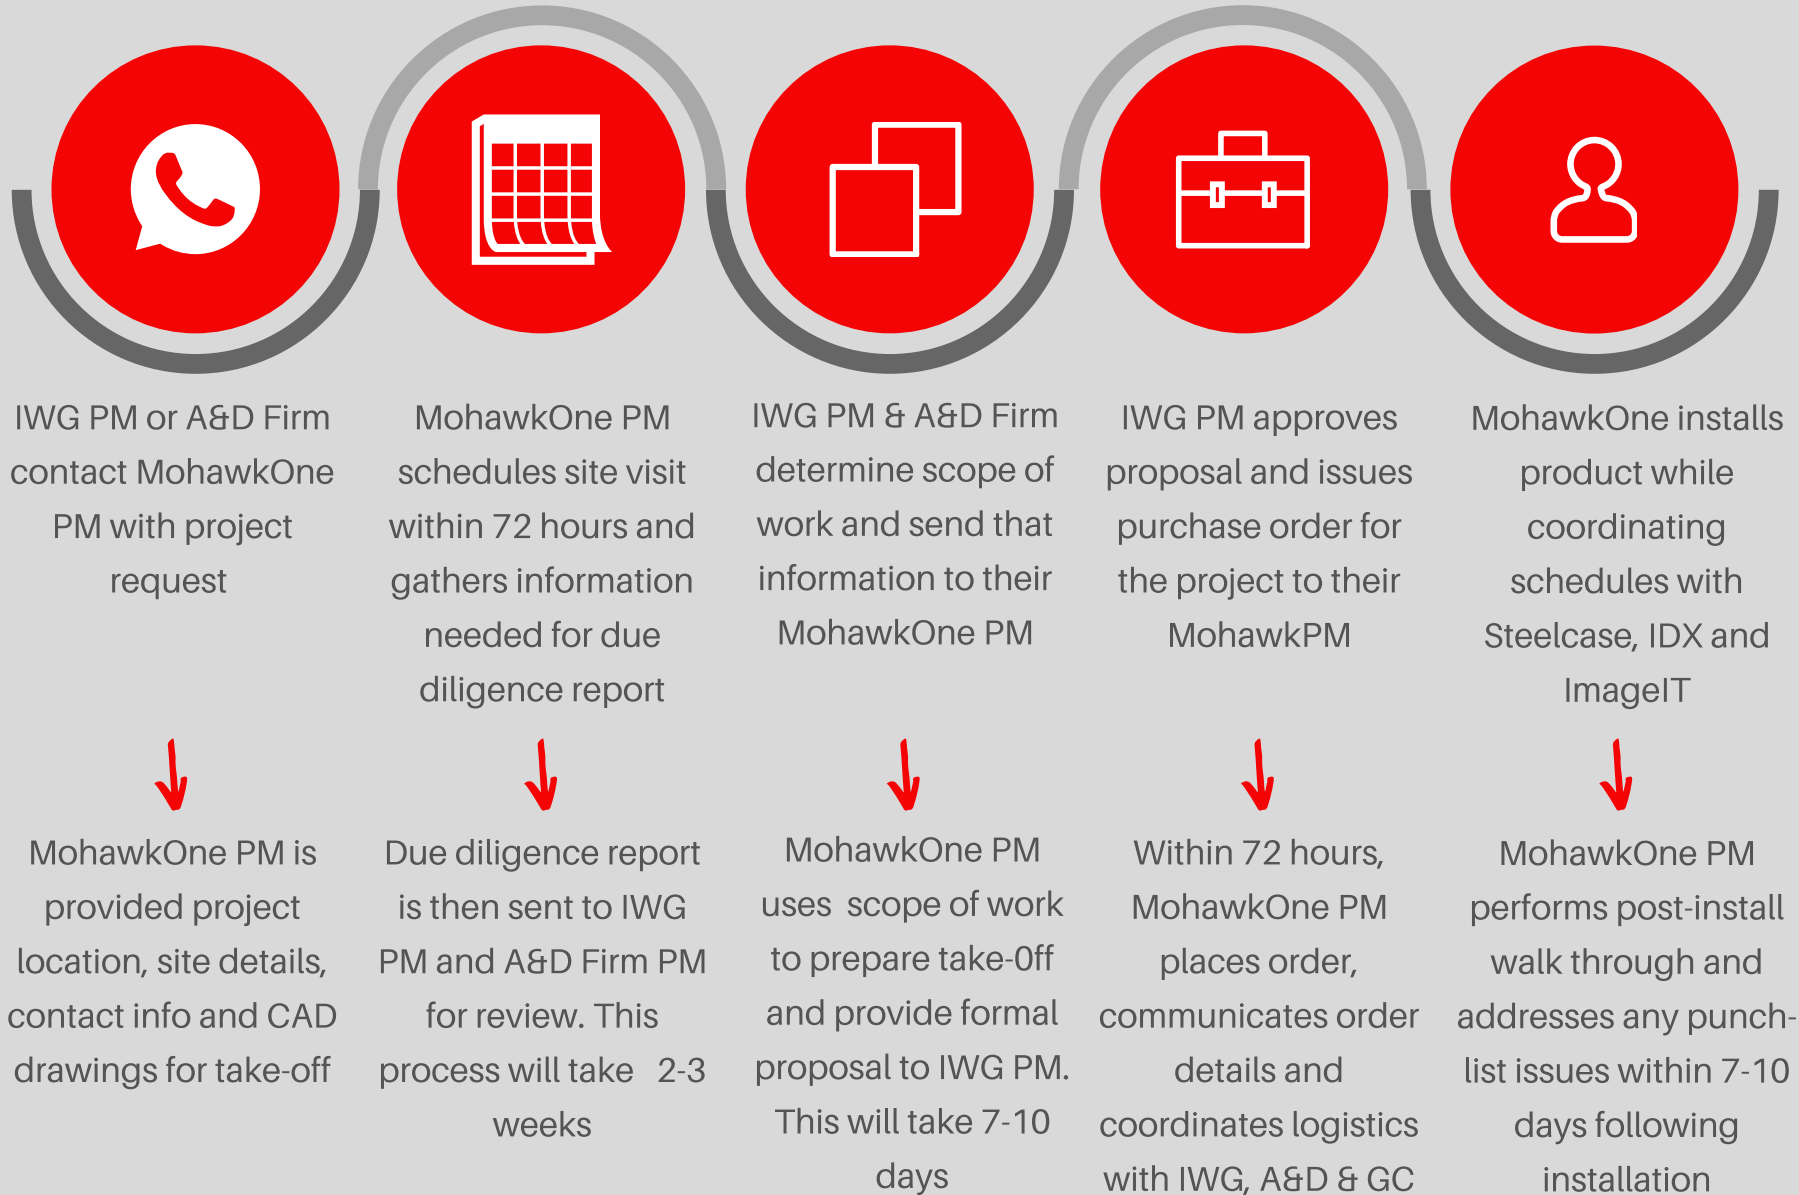 IWG PM or A&D Firm
contact MohawkOne
PM with project
request
MohawkOne PM is
provided project
location, site details,
contact info and CAD
drawings for take-off
MohawkOne PM
schedules site visit
within 72 hours and
gathers information
needed for due
diligence report
Due diligence report
is then sent to IWG
PM and A&D Firm PM
for review. This
process will take 2-3
weeks
IWG PM & A&D Firm
determine scope of
work and send that
information to their
MohawkOne PM
MohawkOne PM
uses scope of work
to prepare take-0ff
and provide formal
proposal to IWG PM.
This will take 7-10
days
IWG PM approves
proposal and issues
purchase order for
the project to their
MohawkPM
Within 72 hours,
MohawkOne PM
places order,
communicates order
details and
coordinates logistics
with IWG, A&D & GC
MohawkOne installs
product while
coordinating
schedules with
Steelcase, IDX and
ImageIT
MohawkOne PM
performs post-install
walk through and
addresses any punch-
list issues within 7-10
days following
installation